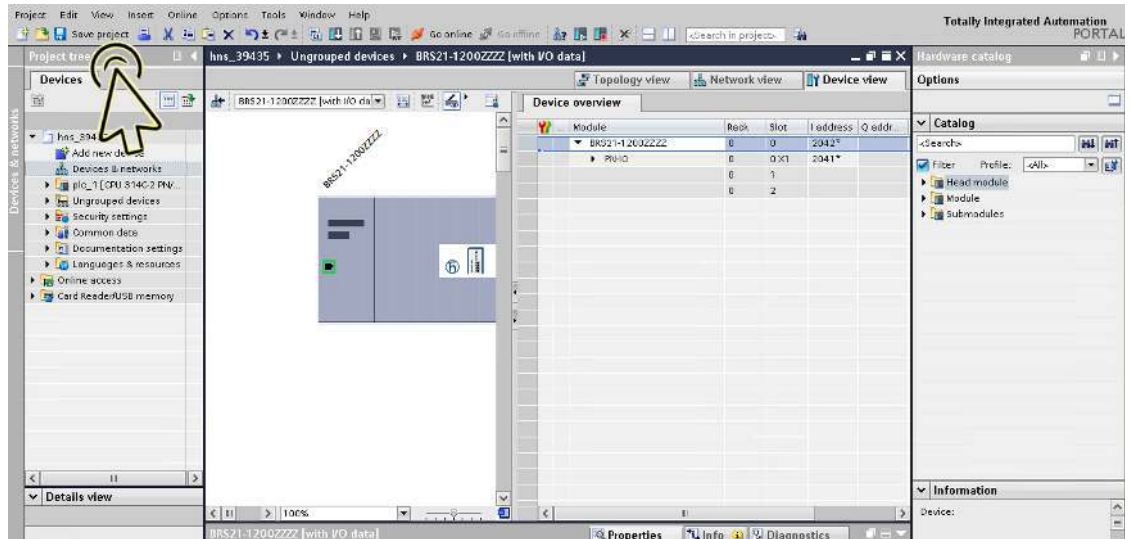 Project Edit View Insert Online Options Tools Window Help
Totally Integrated Automation
PORTAL
Save project
Go online
Go offline
<Search in project>
Project tree
hns_39435 ▸ Ungrouped devices ▸ BRS21-1200ZZZZ [with I/O data]
Hardware catalog
Devices
Topology view
Network view
Device view
Options
BRS21-1200ZZZZ [with I/O da
Device overview
Module Rack Slot I address Q addr...
BRS21-1200ZZZZ 0 0 2042*
PN-IO 0 0 X1 2041*
0 1
0 2
Add new
Devices & networks
plc_1 [CPU 314C-2 PN/...
Ungrouped devices
Security settings
Common data
Documentation settings
Languages & resources
Online access
Card Reader/USB memory
Devices & networks
BRS21-1200ZZZZ
Catalog
<Search>
Filter Profile: <All>
Head module
Module
Submodules
Details view
100%
Information
Device:
BRS21-1200ZZZZ [with I/O data]
Properties
Info
Diagnostics